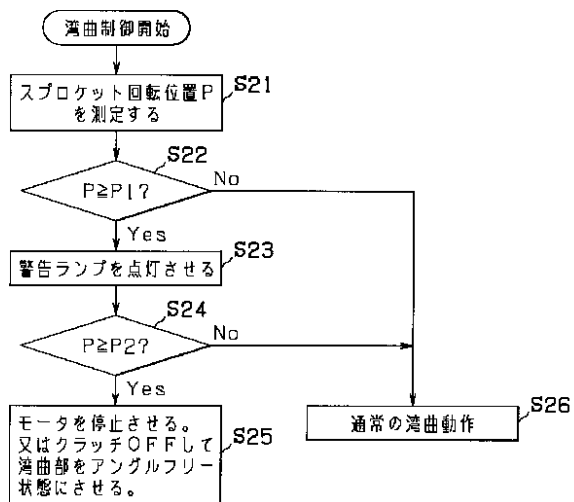 湾曲制御開始
S21
スプロケット回転位置P
を測定する
S22
P≧P1?
No
Yes
S23
警告ランプを点灯させる
S24
P≧P2?
No
Yes
S25
モータを停止させる。
又はクラッチOFFして
湾曲部をアングルフリー
状態にさせる。
S26
通常の湾曲動作